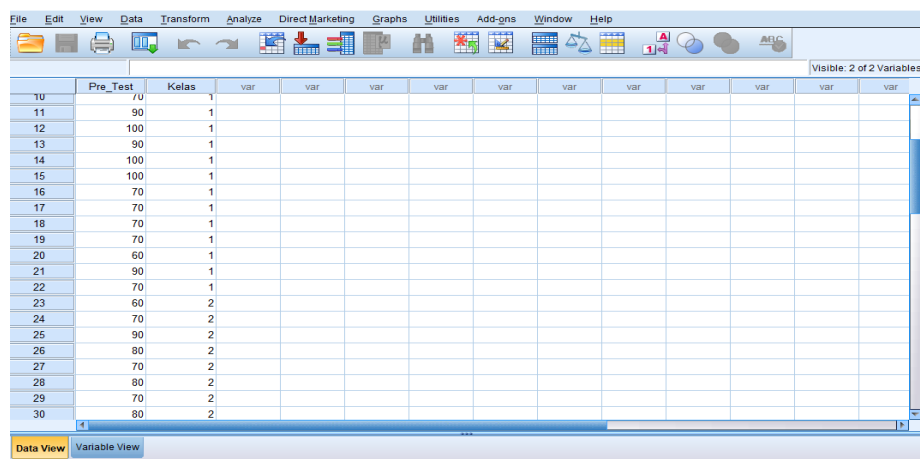 File Edit View Data Transform Analyze Direct Marketing Graphs Utilities Add-ons Window Help
Visible: 2 of 2 Variables
Pre_Test Kelas var var var var var var var var var var var
10 70 1
11 90 1
12 100 1
13 90 1
14 100 1
15 100 1
16 70 1
17 70 1
18 70 1
19 70 1
20 60 1
21 90 1
22 70 1
23 60 2
24 70 2
25 90 2
26 80 2
27 70 2
28 80 2
29 70 2
30 80 2
Data View Variable View